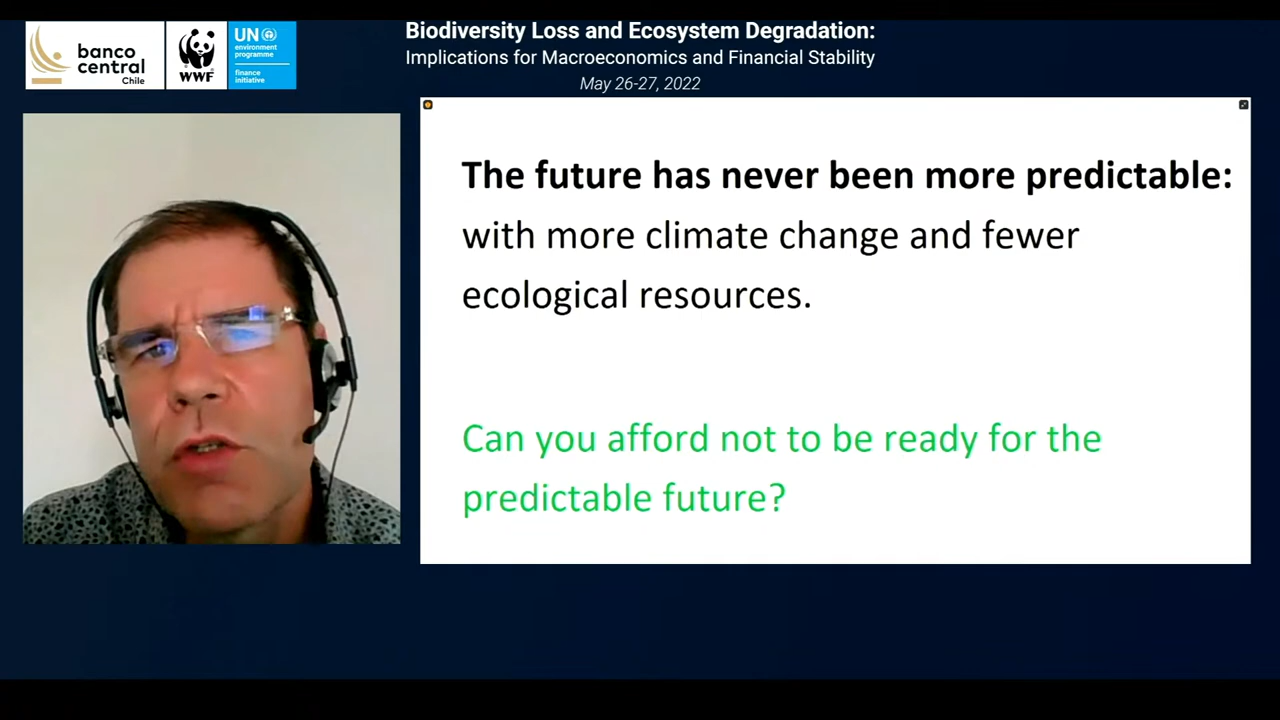 banco
central
Chile
WWF
UN
environment
programme
finance
initiative
Biodiversity Loss and Ecosystem Degradation:
Implications for Macroeconomics and Financial Stability
May 26-27, 2022
The future has never been more predictable:
with more climate change and fewer
ecological resources.
Can you afford not to be ready for the
predictable future?